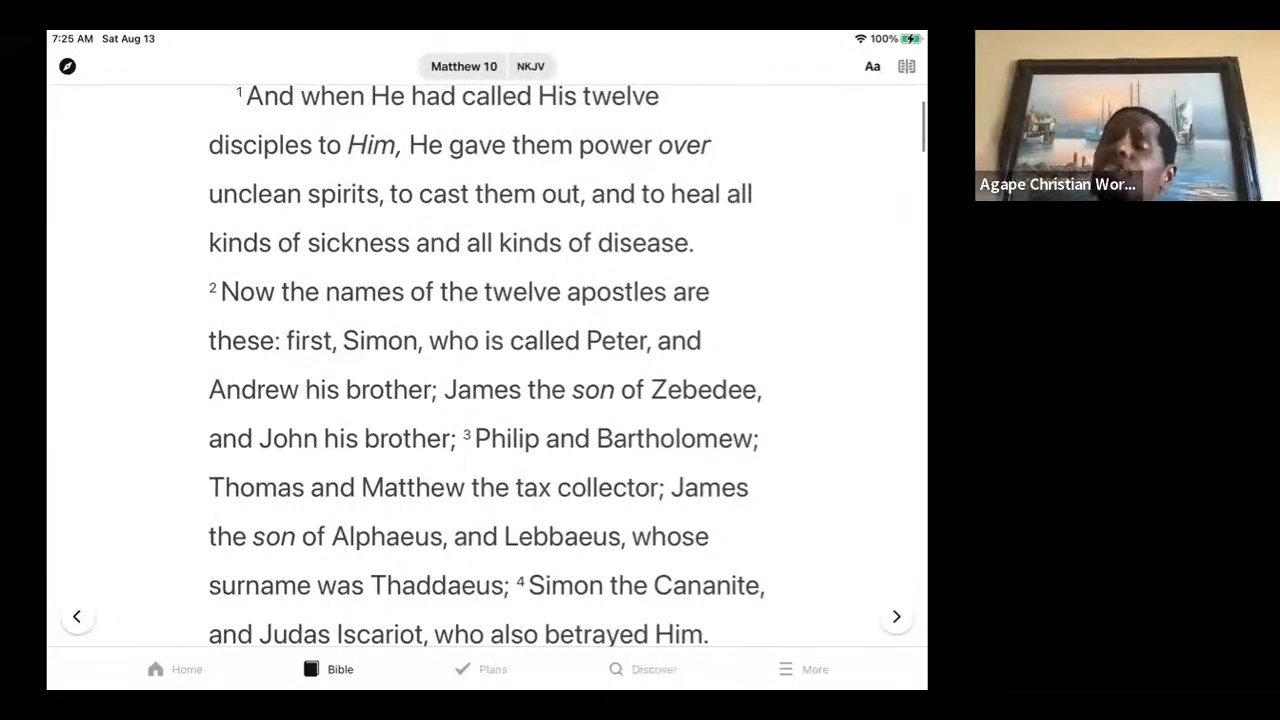 7:25 AM Sat Aug 13
100%
Matthew 10 NKJV
Aa
1 And when He had called His twelve
disciples to Him, He gave them power over
unclean spirits, to cast them out, and to heal all
kinds of sickness and all kinds of disease.
2 Now the names of the twelve apostles are
these: first, Simon, who is called Peter, and
Andrew his brother; James the son of Zebedee,
and John his brother; 3 Philip and Bartholomew;
Thomas and Matthew the tax collector; James
the son of Alphaeus, and Lebbaeus, whose
surname was Thaddaeus; 4 Simon the Cananite,
and Judas Iscariot, who also betrayed Him.
Home Bible Plans Discover More
Agape Christian Wor...